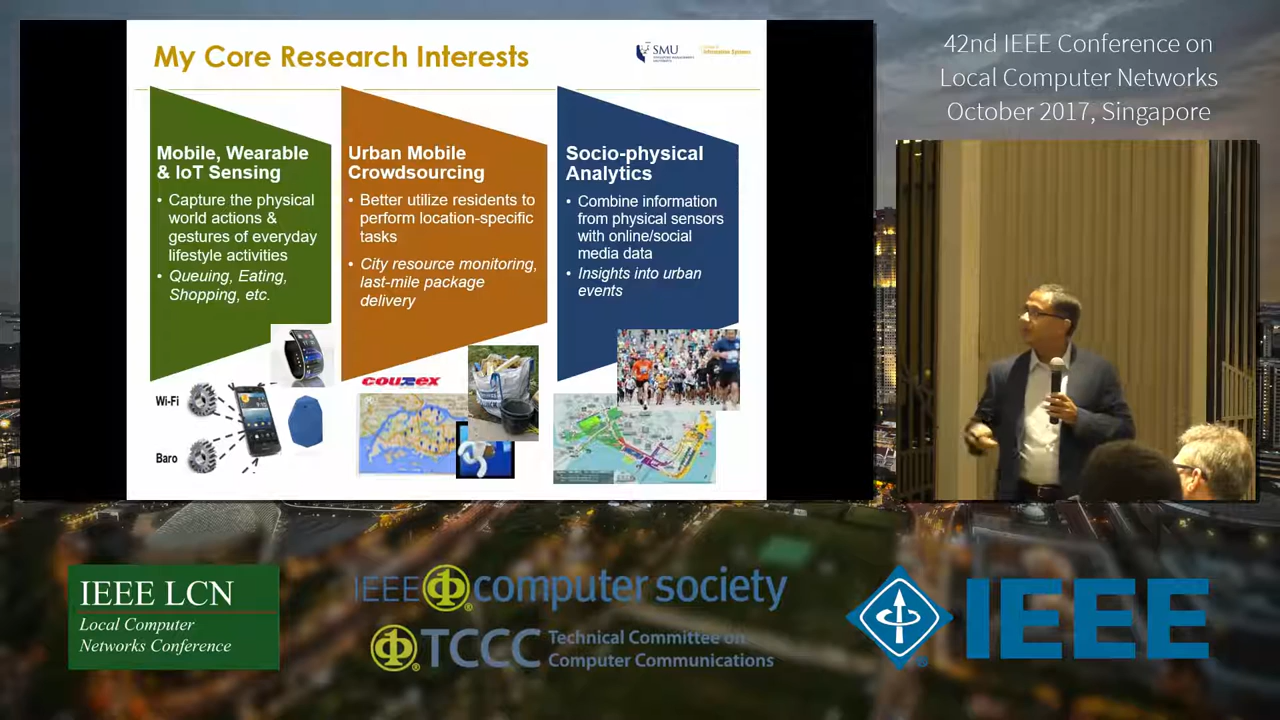 My Core Research Interests
SMU
Information Systems
42nd IEEE Conference on
Local Computer Networks
October 2017, Singapore
Mobile, Wearable
& IoT Sensing
• Capture the physical
world actions &
gestures of everyday
lifestyle activities
• Queuing, Eating,
Shopping, etc.
Urban Mobile
Crowdsourcing
• Better utilize residents to
perform location-specific
tasks
• City resource monitoring,
last-mile package
delivery
Socio-physical
Analytics
• Combine information
from physical sensors
with online/social
media data
• Insights into urban
events
Wi-Fi
Baro
IEEE LCN
Local Computer
Networks Conference
IEEE computer society
TCCC Technical Committee on
Computer Communications
IEEE